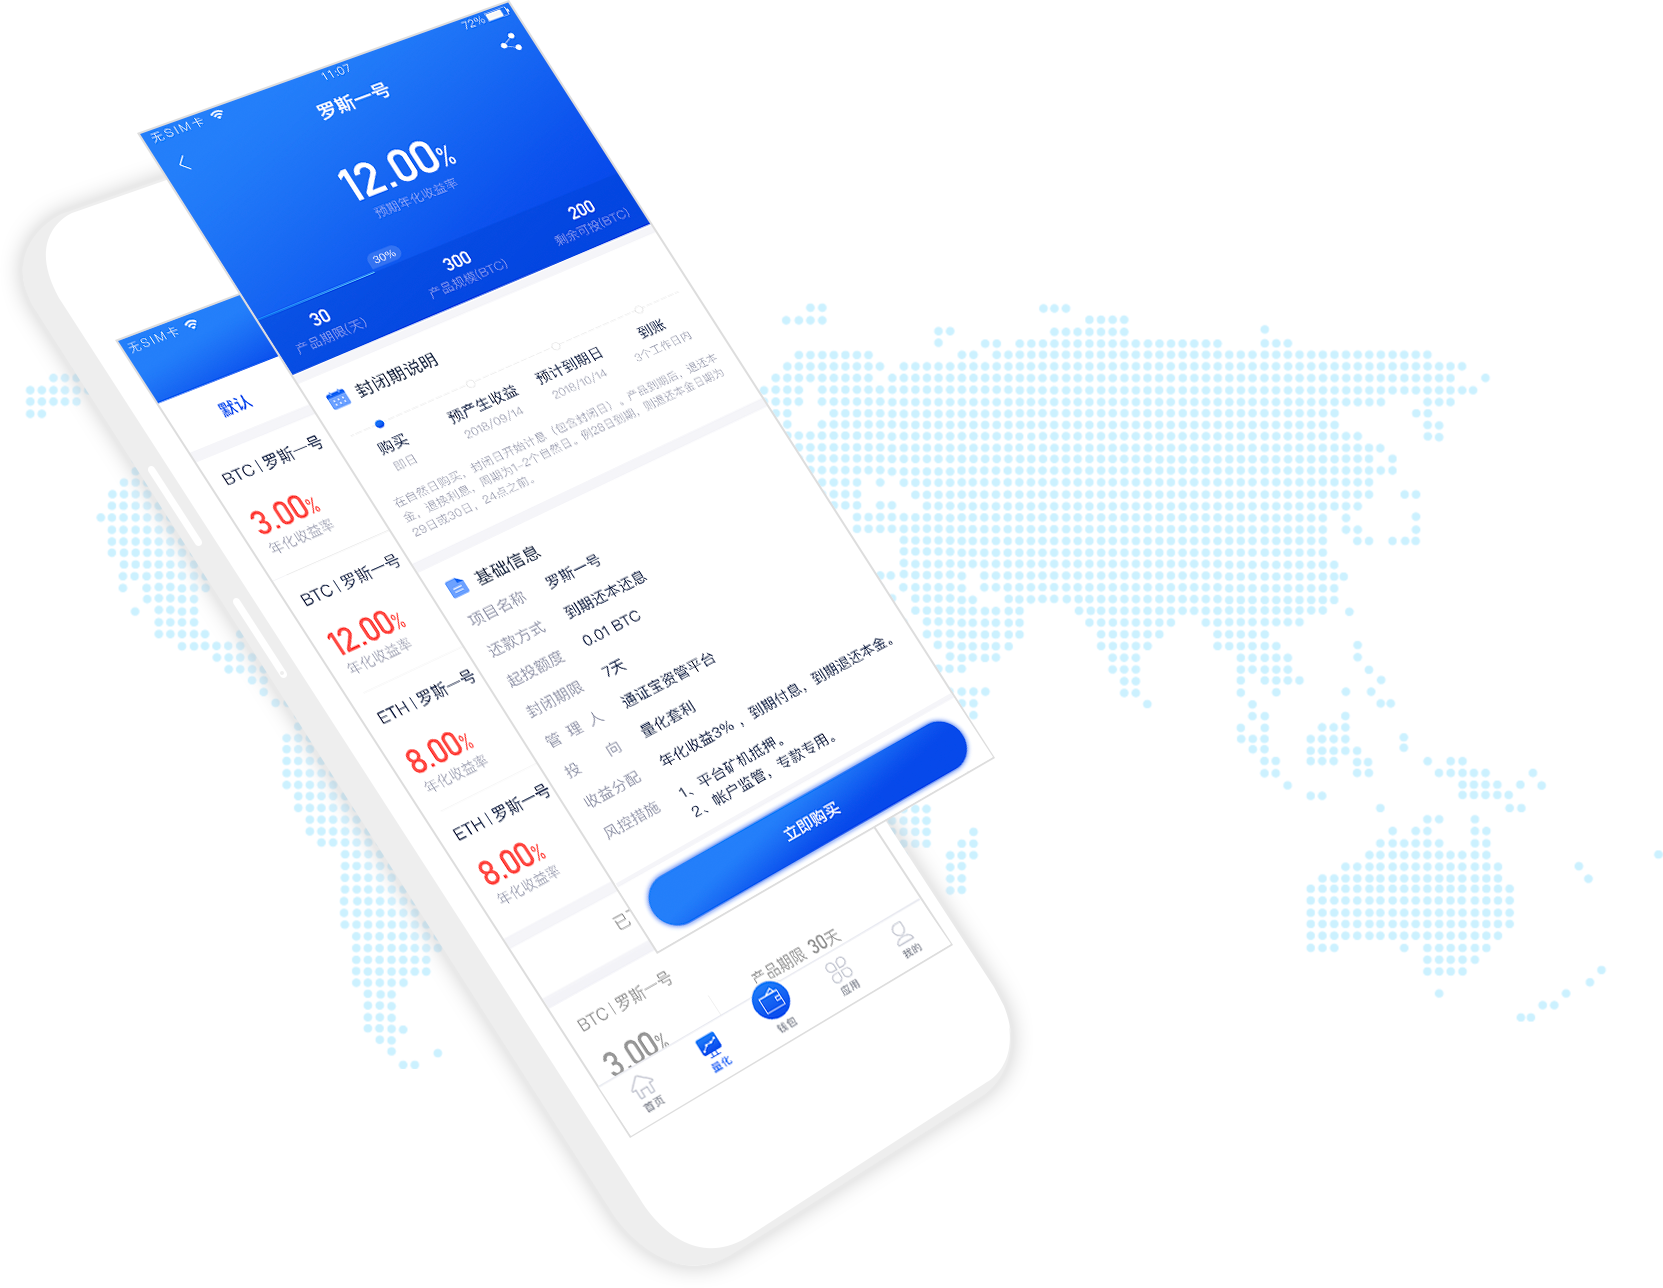 无SIM卡
11:07
72%
罗斯一号
12.00%
预期年化收益率
30%
30
产品期限(天)
300
产品规模(BTC)
200
剩余可投(BTC)
封闭期说明
购买
即日
预产生收益
2018/09/14
预计到期日
2018/10/14
到账
3个工作日内
在自然日购买，封闭日开始计息（包含封闭日）。产品到期后，退还本
金，退换利息，周期为1-2个自然日。例28日到期，则退还本金日期为
29日或30日，24点之前。
基础信息
项目名称 罗斯一号
还款方式 到期还本还息
起投额度 0.01 BTC
封闭期限 7天
管理人 通证宝资管平台
投向 量化套利
收益分配 年化收益3% ，到期付息，到期退还本金。
风控措施 1、平台矿机抵押。
2、帐户监管，专款专用。
立即购买
无SIM卡
默认
BTC | 罗斯一号
3.00%
年化收益率
BTC | 罗斯一号
12.00%
年化收益率
ETH | 罗斯一号
8.00%
年化收益率
ETH | 罗斯一号
8.00%
年化收益率
已
BTC | 罗斯一号
3.00%
产品期限 30天
首页
量化
钱包
应用
我的